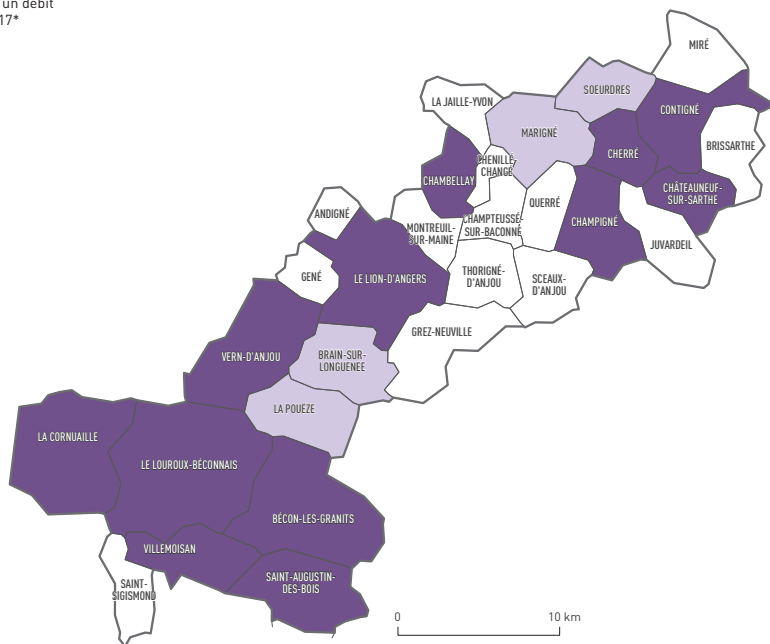 un débit
17*
MIRÉ
SOEURDRES
LA JAILLE-YVON
CONTIGNÉ
MARIGNÉ
BRISSARTHE
CHERRÉ
CHENILLÉ-
CHANGÉ
CHAMBELLAY
CHÂTEAUNEUF-
SUR-SARTHE
QUERRÉ
ANDIGNÉ
CHAMPTEUSSÉ-
SUR-BACONNE
CHAMPIGNÉ
MONTREUIL-
SUR-MAINE
JUVARDEIL
GENÉ
LE LION-D'ANGERS
THORIGNÉ-
D'ANJOU
SCEAUX-
D'ANJOU
GREZ-NEUVILLE
VERN-D'ANJOU
BRAIN-SUR-
LONGUENEE
LA POUËZE
LA CORNUAILLE
LE LOUROUX-BÉCONNAIS
BÉCON-LES-GRANITS
VILLEMOISAN
SAINT-AUGUSTIN-
DES-BOIS
SAINT-
SIGISMOND
0 10 km